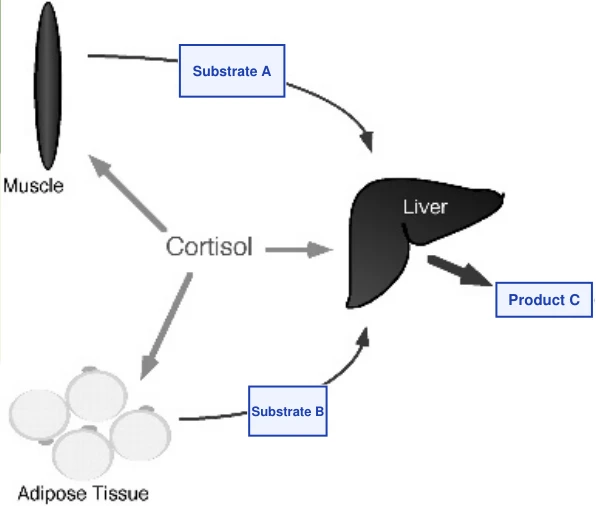 Substrate A
Muscle
Liver
Cortisol
Product C
Substrate B
Adipose Tissue